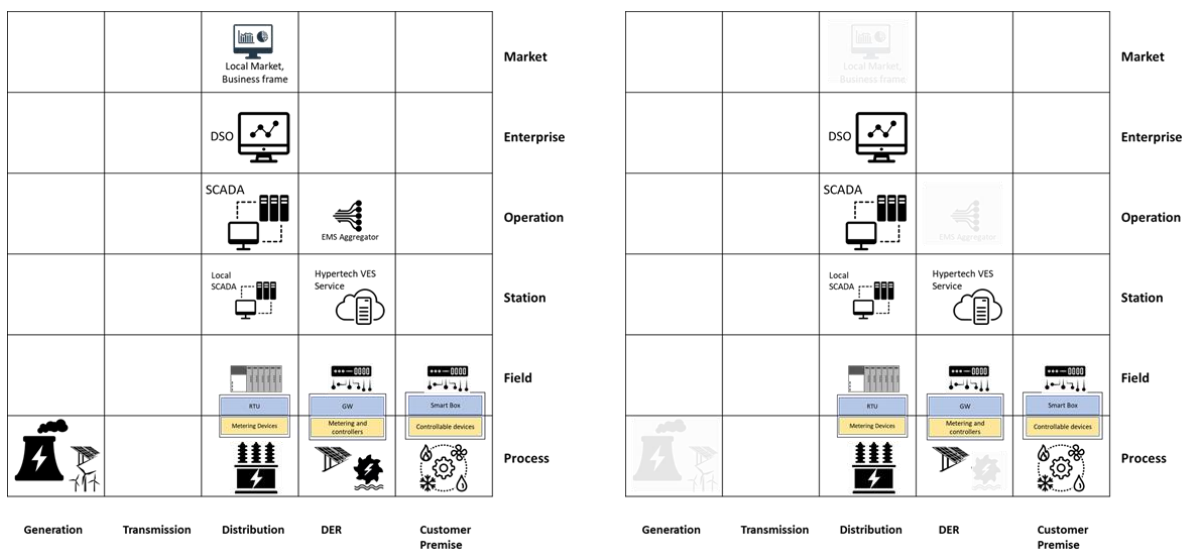 Local Market,
Business frame
Market
DSO
Enterprise
SCADA
EMS Aggregator
Operation
Local
SCADA
Hypertech VES
Service
Station
Field
RTU
GW
Smart Box
Metering Devices
Metering and
controllers
Controllable devices
Process
Generation
Transmission
Distribution
DER
Customer
Premise
Local Market,
Business frame
Market
DSO
Enterprise
SCADA
EMS Aggregator
Operation
Local
SCADA
Hypertech VES
Service
Station
Field
RTU
GW
Smart Box
Metering Devices
Metering and
controllers
Controllable devices
Process
Generation
Transmission
Distribution
DER
Customer
Premise